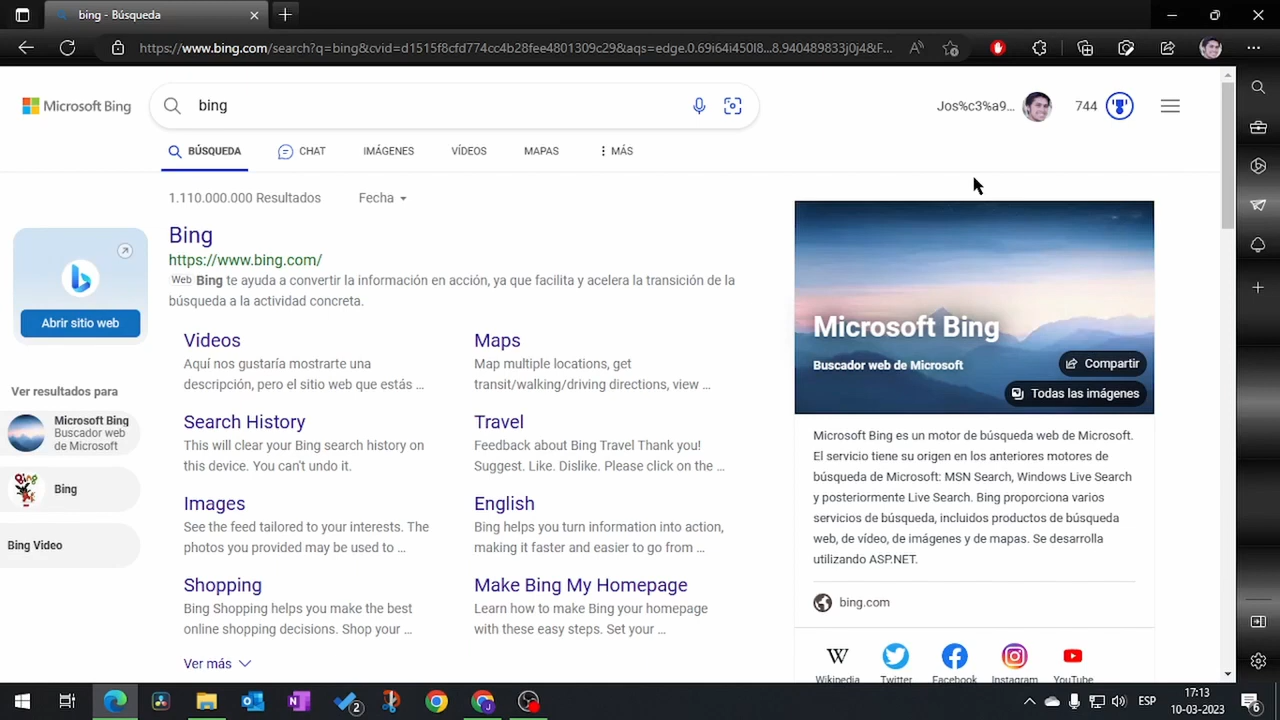 bing - Búsqueda
https://www.bing.com/search?q=bing&cvid=d1515f8cfd774cc4b28fee4801309c29&aqs=edge.0.69i64i450l8...8.940489833j0j4&F...
Microsoft Bing
bing
Jos%c3%a9...
744
BÚSQUEDA
CHAT
IMÁGENES
VÍDEOS
MAPAS
MÁS
1.110.000.000 Resultados
Fecha
Abrir sitio web
Ver resultados para
Microsoft Bing
Buscador web
de Microsoft
Bing
Bing Video
Bing
https://www.bing.com/
Web Bing te ayuda a convertir la información en acción, ya que facilita y acelera la transición de la
búsqueda a la actividad concreta.
Videos
Aquí nos gustaría mostrarte una
descripción, pero el sitio web que estás ...
Maps
Map multiple locations, get
transit/walking/driving directions, view ...
Search History
This will clear your Bing search history on
this device. You can't undo it.
Travel
Feedback about Bing Travel Thank you!
Suggest. Like. Dislike. Please click on the ...
Images
See the feed tailored to your interests. The
photos you provided may be used to ...
English
Bing helps you turn information into action,
making it faster and easier to go from ...
Shopping
Bing Shopping helps you make the best
online shopping decisions. Shop your ...
Make Bing My Homepage
Learn how to make Bing your homepage
with these easy steps. Set your ...
Ver más
Microsoft Bing
Buscador web de Microsoft
Compartir
Todas las imágenes
Microsoft Bing es un motor de búsqueda web de Microsoft.
El servicio tiene su origen en los anteriores motores de
búsqueda de Microsoft: MSN Search, Windows Live Search
y posteriormente Live Search. Bing proporciona varios
servicios de búsqueda, incluidos productos de búsqueda
web, de vídeo, de imágenes y de mapas. Se desarrolla
utilizando ASP.NET.
bing.com
Wikipedia
Twitter
Facebook
Instagram
YouTube
2
ESP
17:13
10-03-2023
6